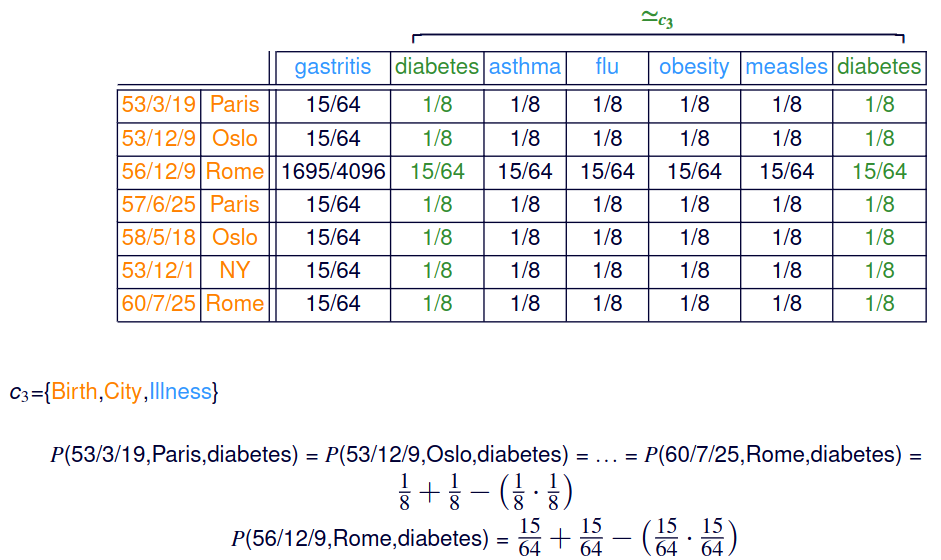 ≃c₃
gastritis diabetes asthma flu obesity measles diabetes
53/3/19 Paris 15/64 1/8 1/8 1/8 1/8 1/8 1/8
53/12/9 Oslo 15/64 1/8 1/8 1/8 1/8 1/8 1/8
56/12/9 Rome 1695/4096 15/64 15/64 15/64 15/64 15/64 15/64
57/6/25 Paris 15/64 1/8 1/8 1/8 1/8 1/8 1/8
58/5/18 Oslo 15/64 1/8 1/8 1/8 1/8 1/8 1/8
53/12/1 NY 15/64 1/8 1/8 1/8 1/8 1/8 1/8
60/7/25 Rome 15/64 1/8 1/8 1/8 1/8 1/8 1/8
c₃={Birth,City,Illness}
P(53/3/19,Paris,diabetes) = P(53/12/9,Oslo,diabetes) = … = P(60/7/25,Rome,diabetes) =
1/8 + 1/8 − (1/8 · 1/8)
P(56/12/9,Rome,diabetes) = 15/64 + 15/64 − (15/64 · 15/64)